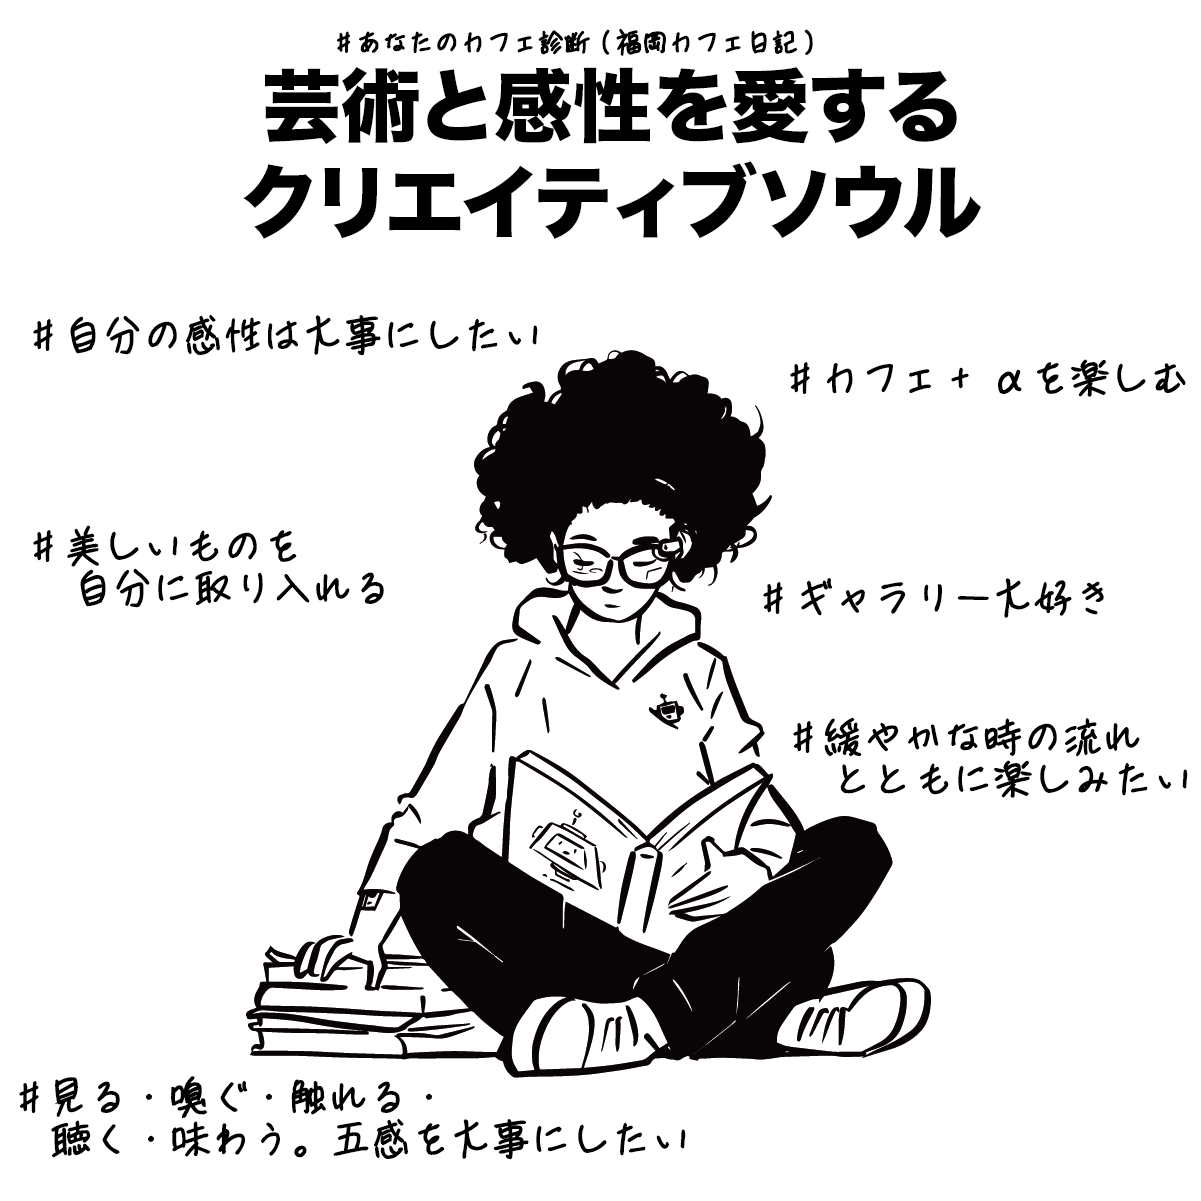 #あなたのカフェ診断(福岡カフェ日記)
芸術と感性を愛する
クリエイティブソウル
#自分の感性は大事にしたい
#カフェ+αを楽しむ
#美しいものを
自分に取り入れる
#ギャラリー大好き
#緩やかな時の流れ
とともに楽しみたい
#見る・嗅ぐ・触れる・
聴く・味わう。五感を大事にしたい